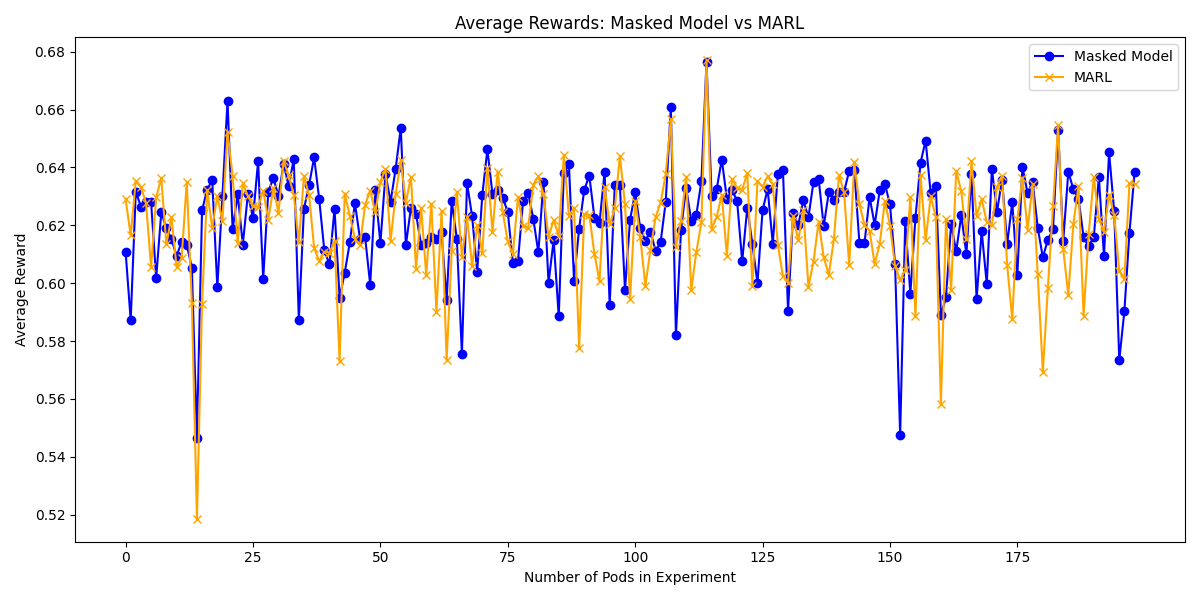 Average Rewards: Masked Model vs MARL
Masked Model
MARL
Average Reward
0.68
0.66
0.64
0.62
0.60
0.58
0.56
0.54
0.52
0 25 50 75 100 125 150 175
Number of Pods in Experiment